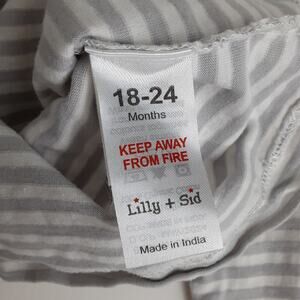 18-24
Months
KEEP AWAY
FROM FIRE
Lilly + Sid
Made in India